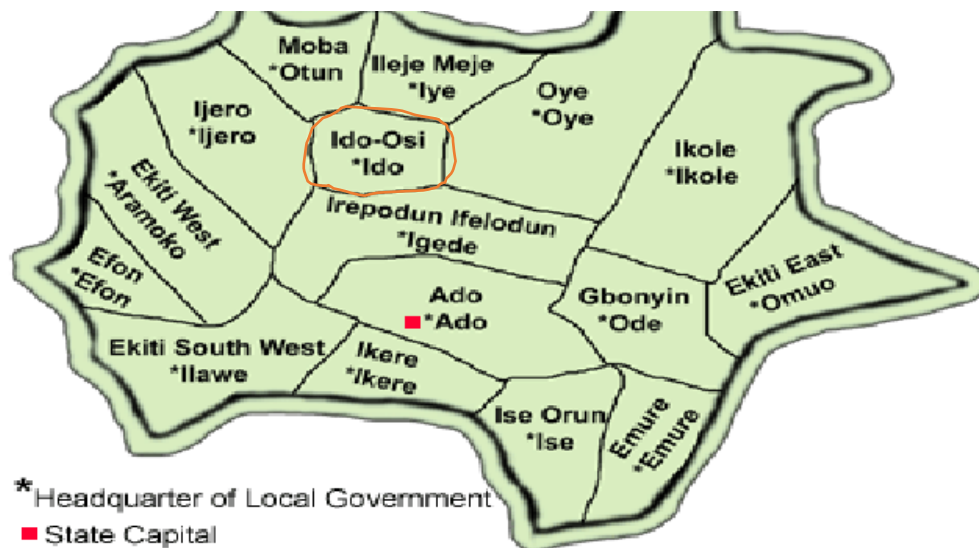 Moba
*Otun
Ileje Meje
*Iye
Oye
*Oye
Ijero
*Ijero
Ido-Osi
*Ido
Ikole
*Ikole
Ekiti West
*Aramoko
Irepodun Ifelodun
*Igede
Efon
*Efon
Ado
*Ado
Gbonyin
*Ode
Ekiti East
*Omuo
Ekiti South West
*Ilawe
Ikere
*Ikere
Ise Orun
*Ise
Emure
*Emure
*Headquarter of Local Government
State Capital